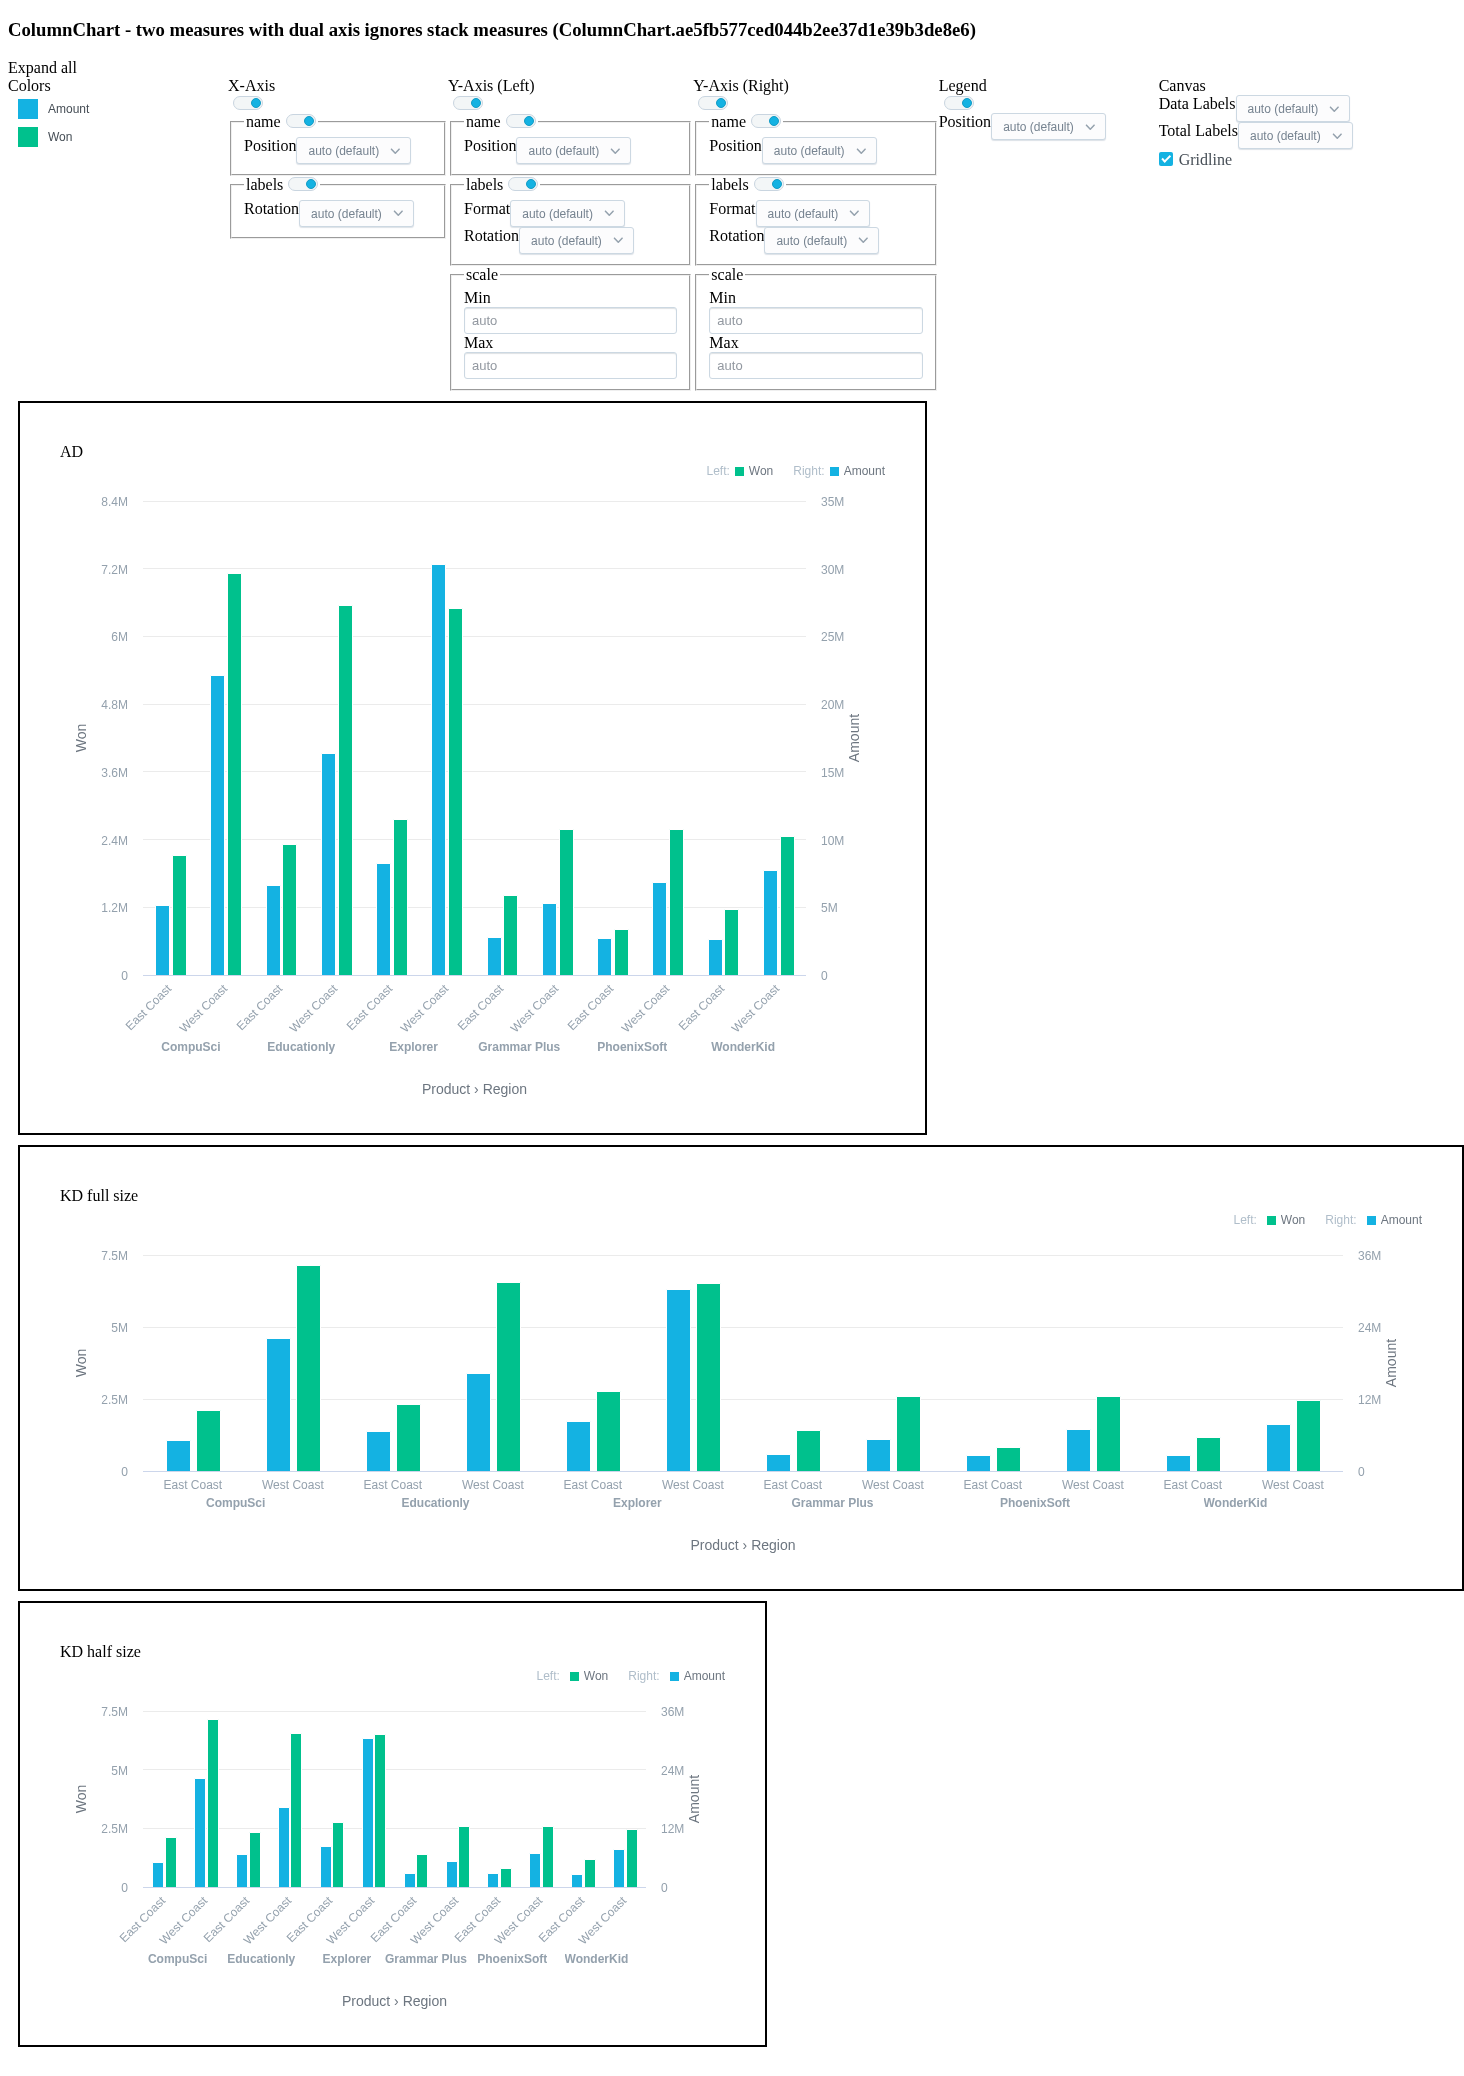 ColumnChart - two measures with dual axis ignores stack measures (ColumnChart.ae5fb577ced044b2ee37d1e39b3de8e6)
Expand all
Colors
Amount
Won
X-Axis
name
Position auto (default)
labels
Rotation auto (default)
Y-Axis (Left)
name
Position auto (default)
labels
Format auto (default)
Rotation auto (default)
scale
Min
auto
Max
auto
Y-Axis (Right)
name
Position auto (default)
labels
Format auto (default)
Rotation auto (default)
scale
Min
auto
Max
auto
Legend
Position auto (default)
Canvas
Data Labels auto (default)
Total Labels auto (default)
Gridline
AD
Left: Won Right: Amount
8.4M 35M
7.2M 30M
6M 25M
4.8M 20M
3.6M 15M
2.4M 10M
1.2M 5M
0 0
Won
Amount
East Coast West Coast East Coast West Coast East Coast West Coast East Coast West Coast East Coast West Coast East Coast West Coast
CompuSci Educationly Explorer Grammar Plus PhoenixSoft WonderKid
Product › Region
KD full size
Left: Won Right: Amount
7.5M 36M
5M 24M
2.5M 12M
0 0
Won
Amount
East Coast West Coast East Coast West Coast East Coast West Coast East Coast West Coast East Coast West Coast East Coast West Coast
CompuSci Educationly Explorer Grammar Plus PhoenixSoft WonderKid
Product › Region
KD half size
Left: Won Right: Amount
7.5M 36M
5M 24M
2.5M 12M
0 0
Won
Amount
East Coast West Coast East Coast West Coast East Coast West Coast East Coast West Coast East Coast West Coast East Coast West Coast
CompuSci Educationly Explorer Grammar Plus PhoenixSoft WonderKid
Product › Region